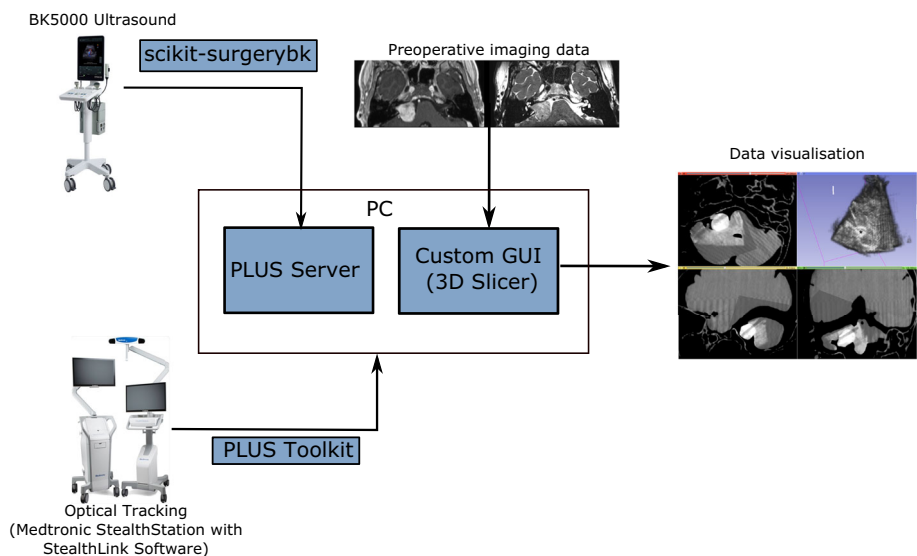 BK5000 Ultrasound
scikit-surgerybk
Preoperative imaging data
Data visualisation
PC
PLUS Server
Custom GUI
(3D Slicer)
PLUS Toolkit
Optical Tracking
(Medtronic StealthStation with
StealthLink Software)